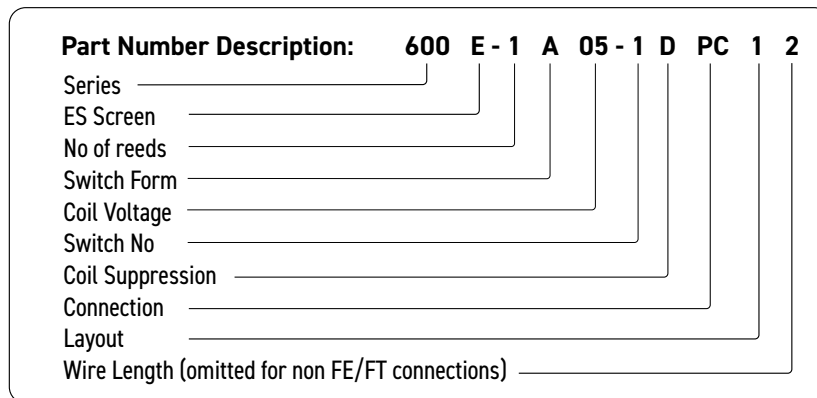 Part Number Description: 600 E - 1 A 05 - 1 D PC 1 2
Series
ES Screen
No of reeds
Switch Form
Coil Voltage
Switch No
Coil Suppression
Connection
Layout
Wire Length (omitted for non FE/FT connections)